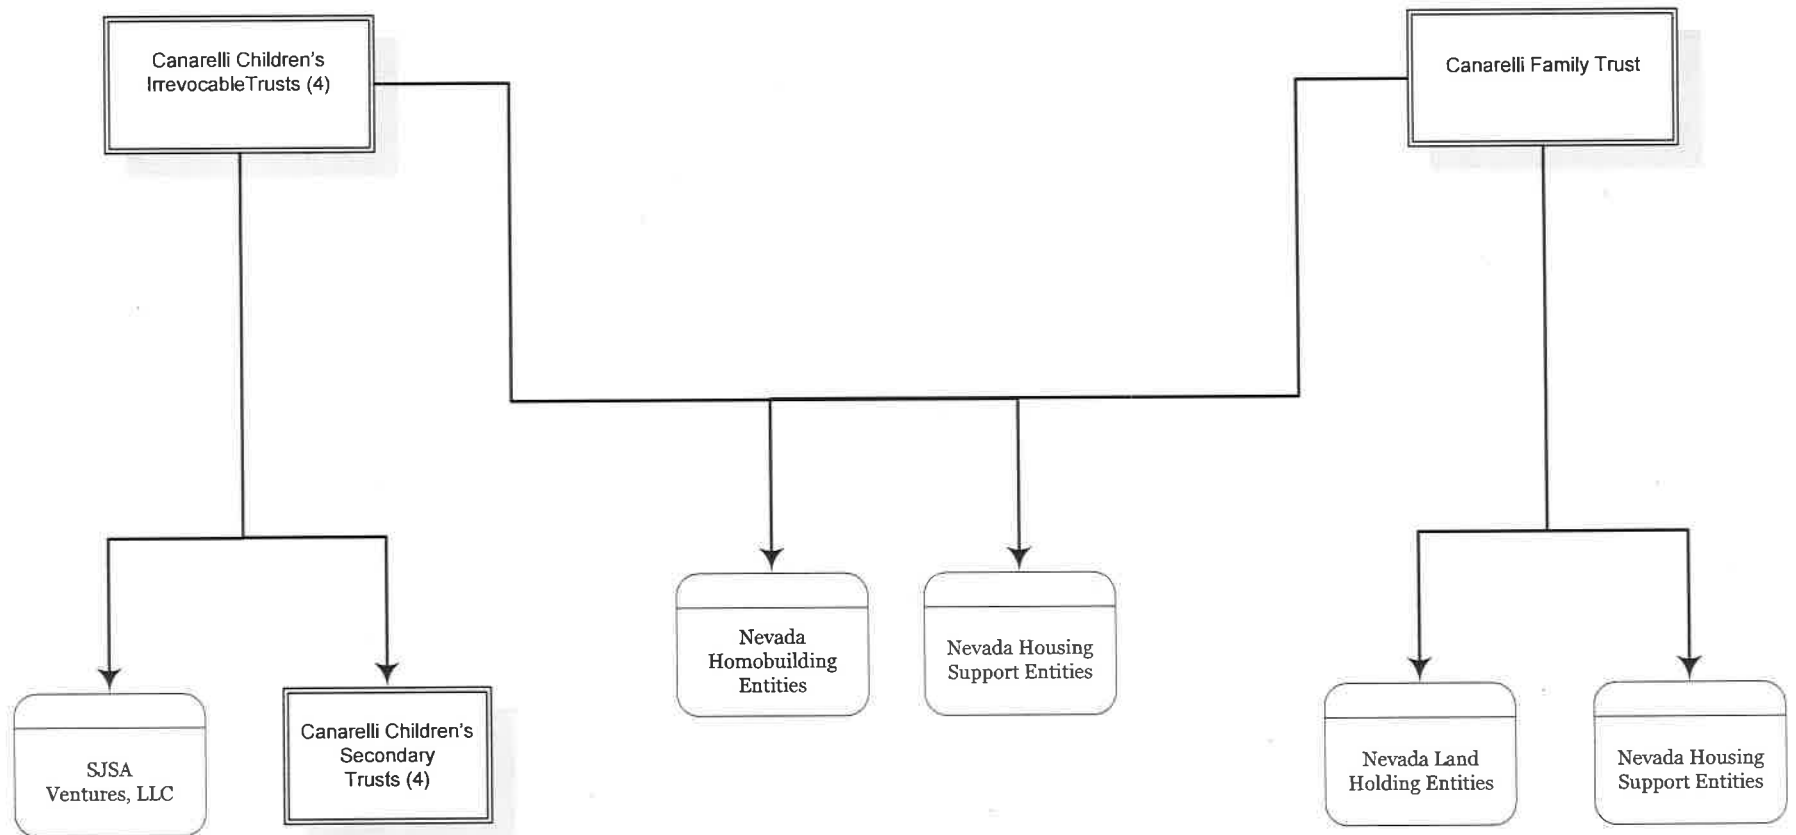 Canarelli Children's
IrrevocableTrusts (4)
Canarelli Family Trust
Nevada
Homobuilding
Entities
Nevada Housing
Support Entities
SJSA
Ventures, LLC
Canarelli Children's
Secondary
Trusts (4)
Nevada Land
Holding Entities
Nevada Housing
Support Entities